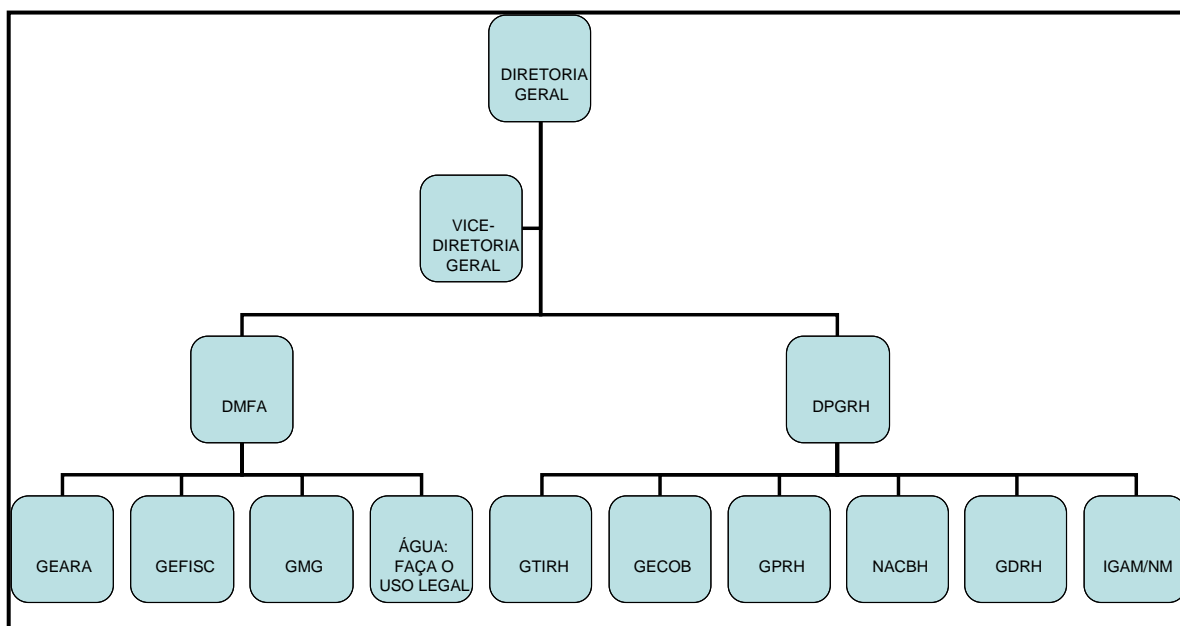 DIRETORIA
GERAL
VICE-
DIRETORIA
GERAL
DMFA
DPGRH
GEARA
GEFISC
GMG
ÁGUA:
FAÇA O
USO LEGAL
GTIRH
GECOB
GPRH
NACBH
GDRH
IGAM/NM